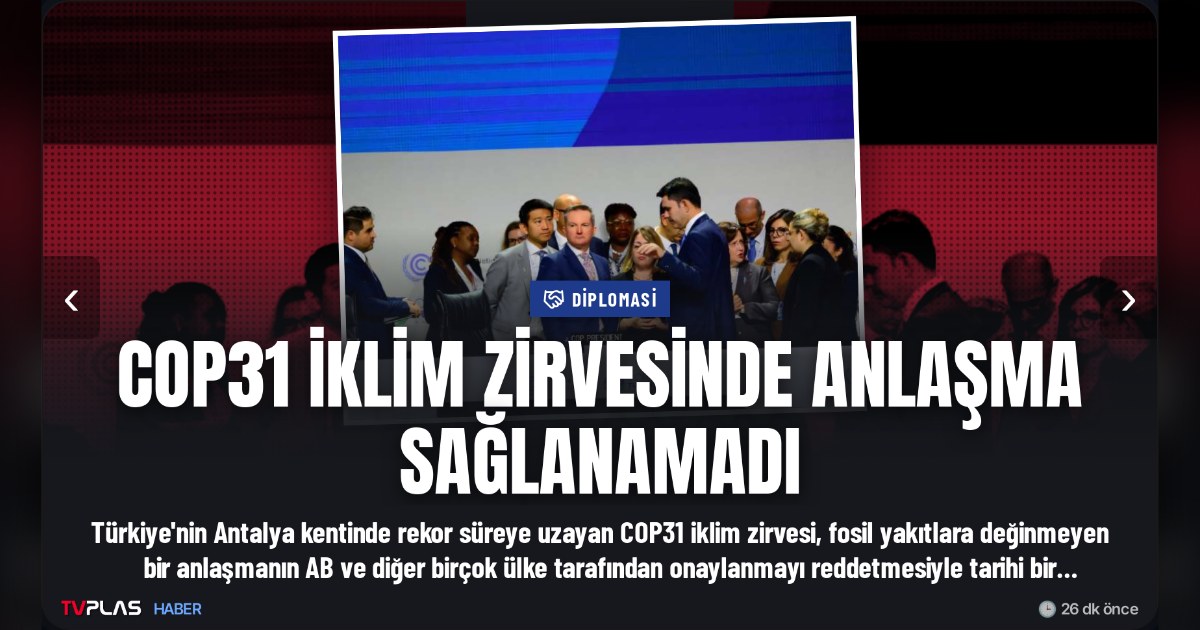 DİPLOMASİ
COP31 İKLİM ZİRVESİNDE ANLAŞMA
SAĞLANAMADI
Türkiye'nin Antalya kentinde rekor süreye uzayan COP31 iklim zirvesi, fosil yakıtlara değinmeyen
bir anlaşmanın AB ve diğer birçok ülke tarafından onaylanmayı reddetmesiyle tarihi bir...
TVPLAS HABER
26 dk önce